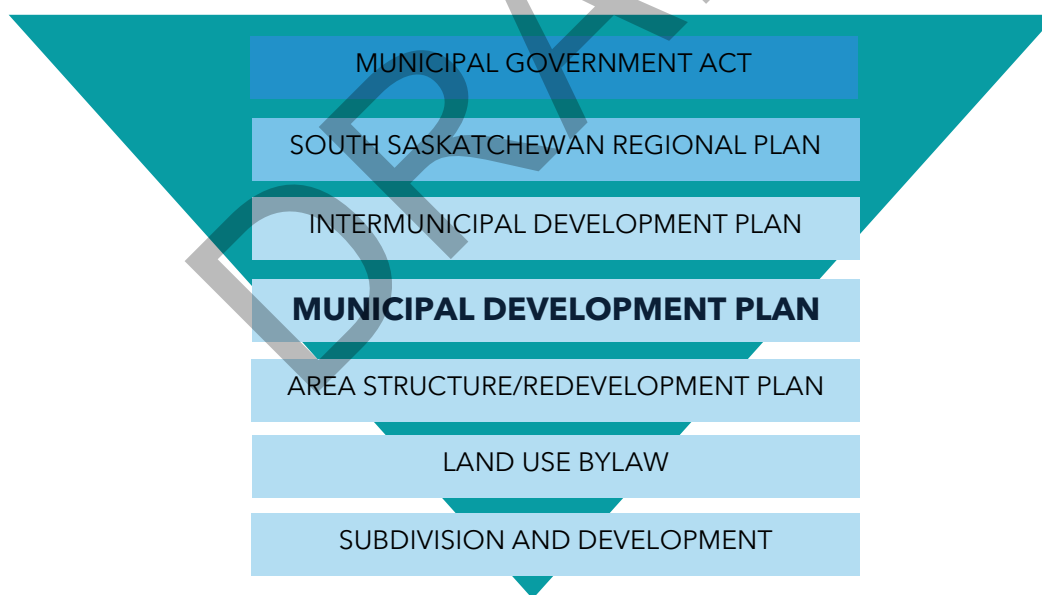 MUNICIPAL GOVERNMENT ACT
SOUTH SASKATCHEWAN REGIONAL PLAN
INTERMUNICIPAL DEVELOPMENT PLAN
MUNICIPAL DEVELOPMENT PLAN
AREA STRUCTURE/REDEVELOPMENT PLAN
LAND USE BYLAW
SUBDIVISION AND DEVELOPMENT